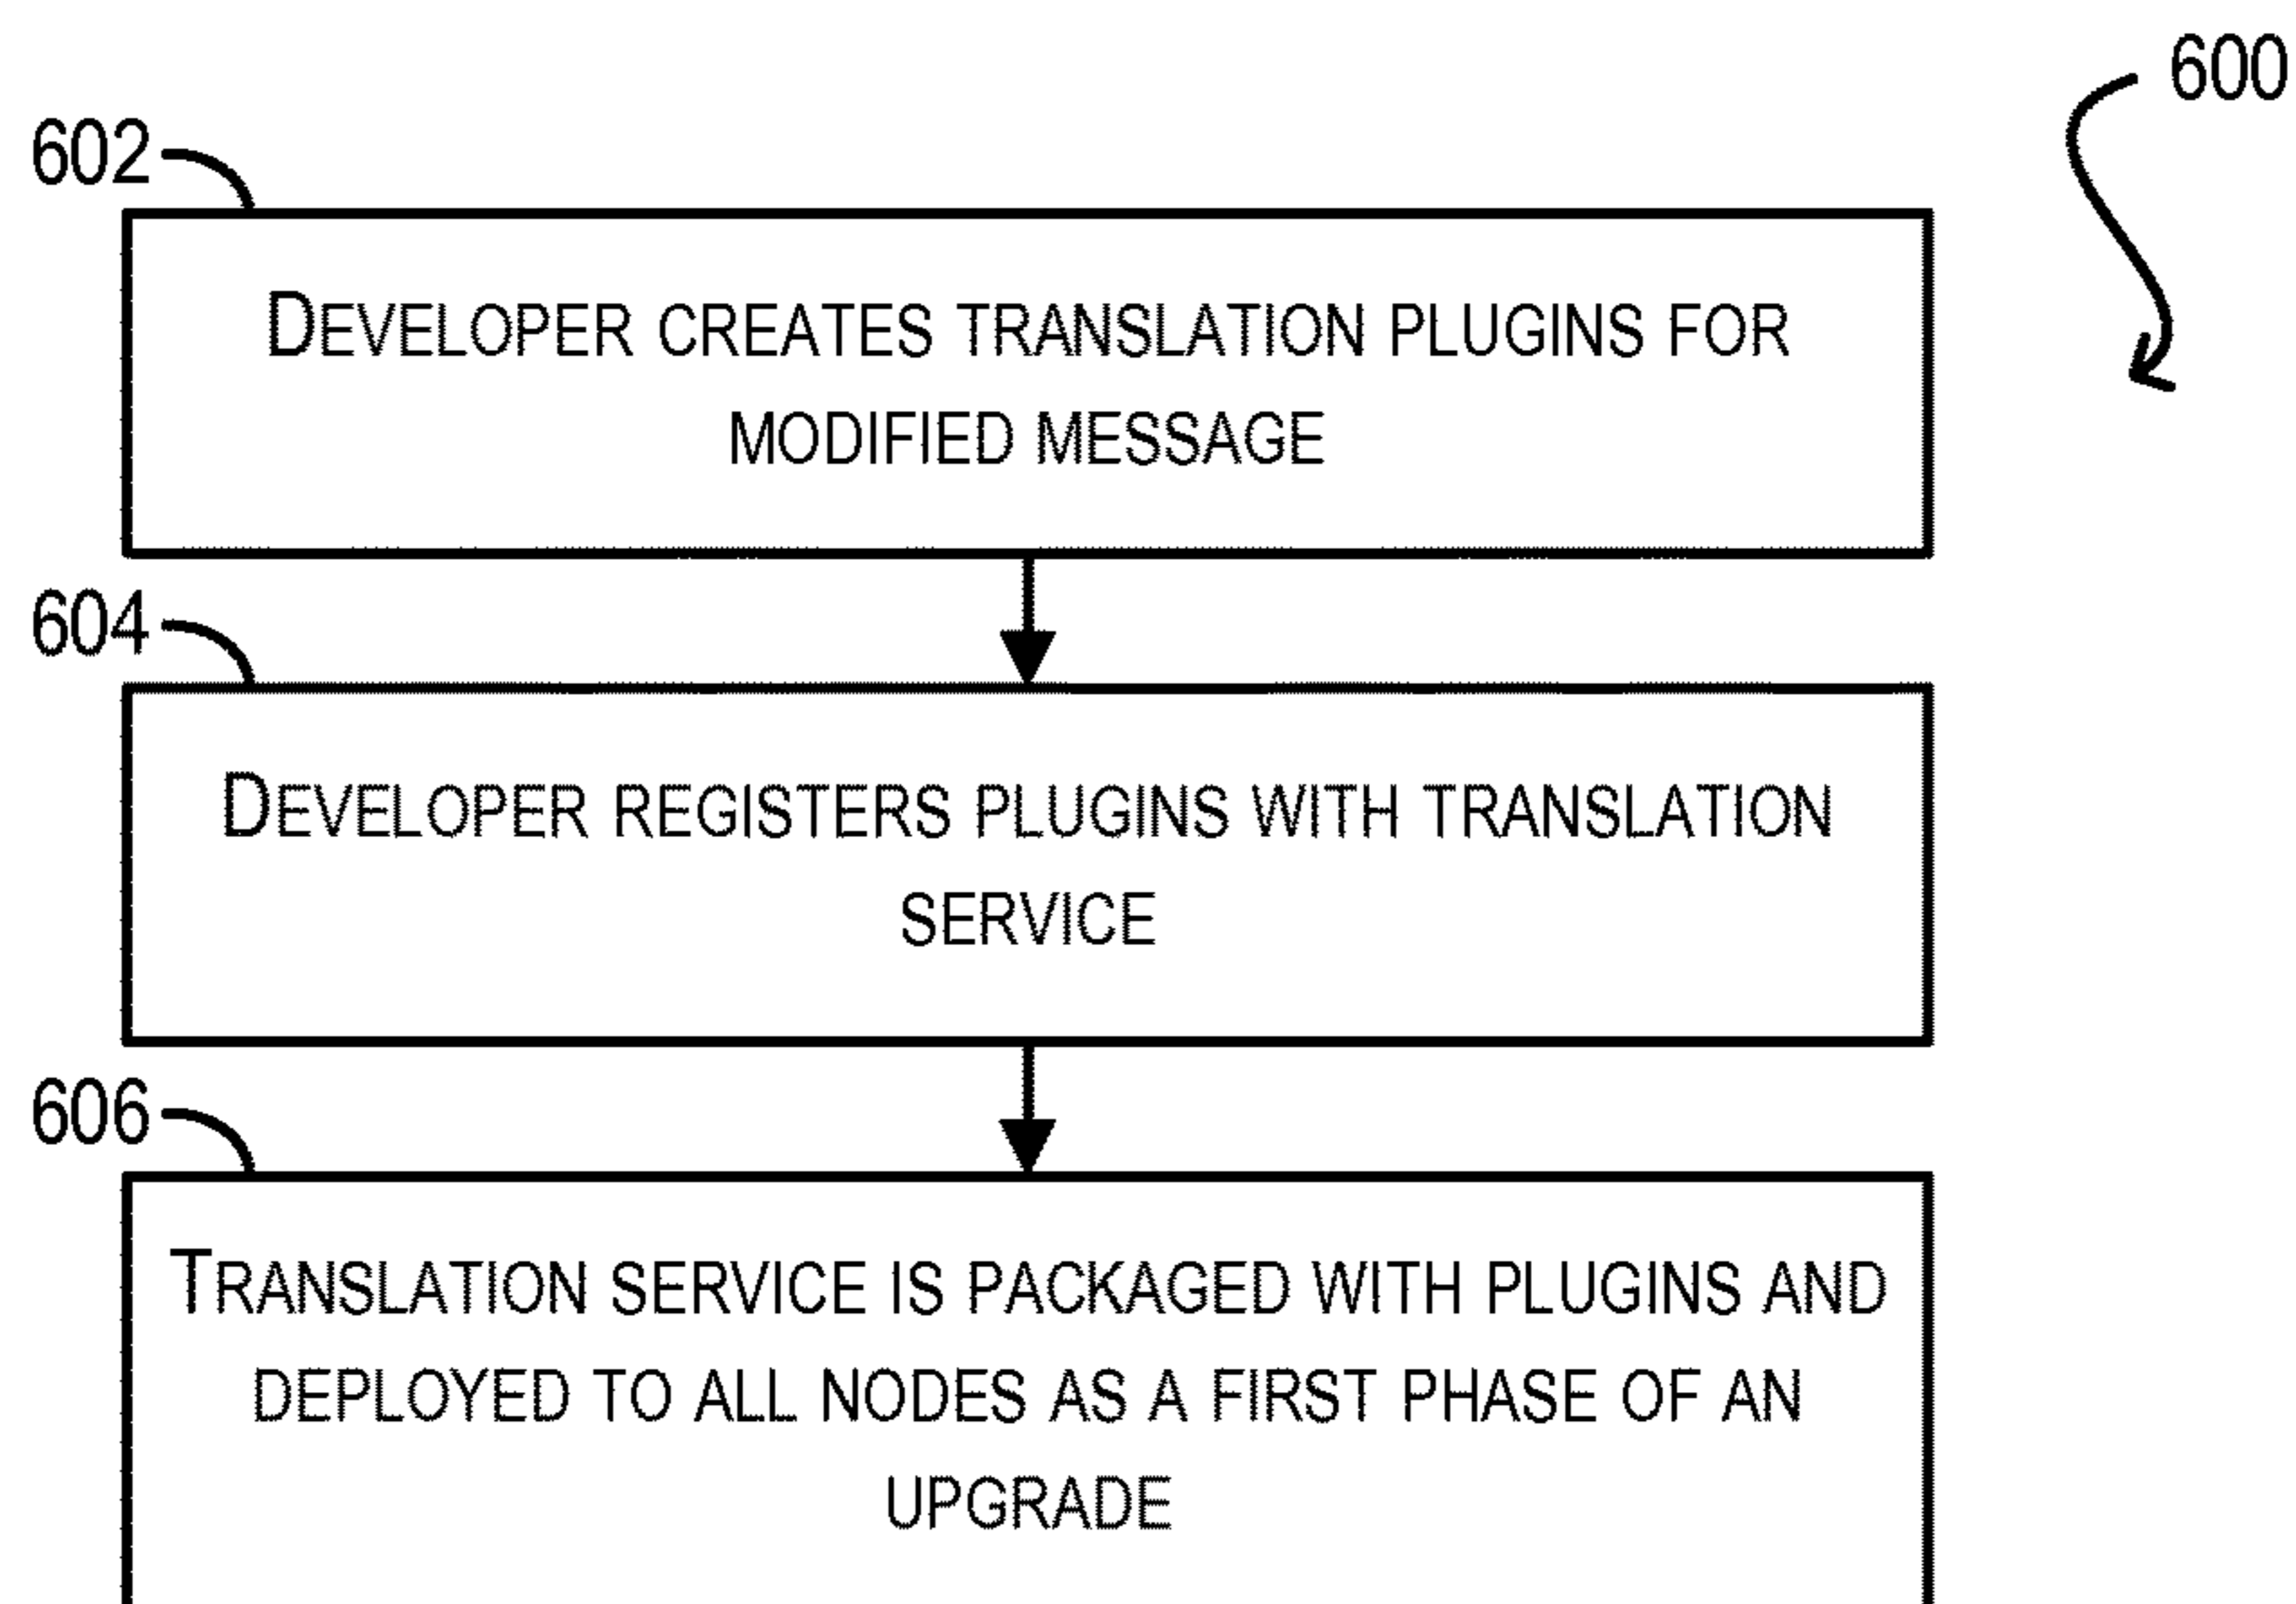 600
602
DEVELOPER CREATES TRANSLATION PLUGINS FOR
MODIFIED MESSAGE
604
DEVELOPER REGISTERS PLUGINS WITH TRANSLATION
SERVICE
606
TRANSLATION SERVICE IS PACKAGED WITH PLUGINS AND
DEPLOYED TO ALL NODES AS A FIRST PHASE OF AN
UPGRADE